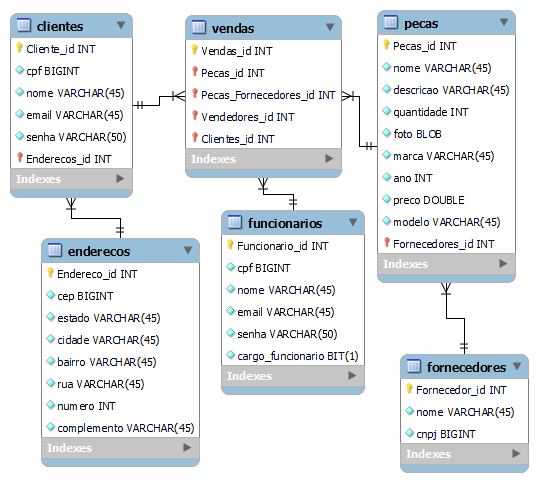 clientes
Cliente_id INT
cpf BIGINT
nome VARCHAR(45)
email VARCHAR(45)
senha VARCHAR(50)
Enderecos_id INT
Indexes
vendas
Vendas_id INT
Pecas_id INT
Pecas_Fornecedores_id INT
Vendedores_id INT
Clientes_id INT
Indexes
pecas
Pecas_id INT
nome VARCHAR(45)
descricao VARCHAR(45)
quantidade INT
foto BLOB
marca VARCHAR(45)
ano INT
preco DOUBLE
modelo VARCHAR(45)
Fornecedores_id INT
Indexes
enderecos
Endereco_id INT
cep BIGINT
estado VARCHAR(45)
cidade VARCHAR(45)
bairro VARCHAR(45)
rua VARCHAR(45)
numero INT
complemento VARCHAR(45)
Indexes
funcionarios
Funcionario_id INT
cpf BIGINT
nome VARCHAR(45)
email VARCHAR(45)
senha VARCHAR(50)
cargo_funcionario BIT(1)
Indexes
fornecedores
Fornecedor_id INT
nome VARCHAR(45)
cnpj BIGINT
Indexes